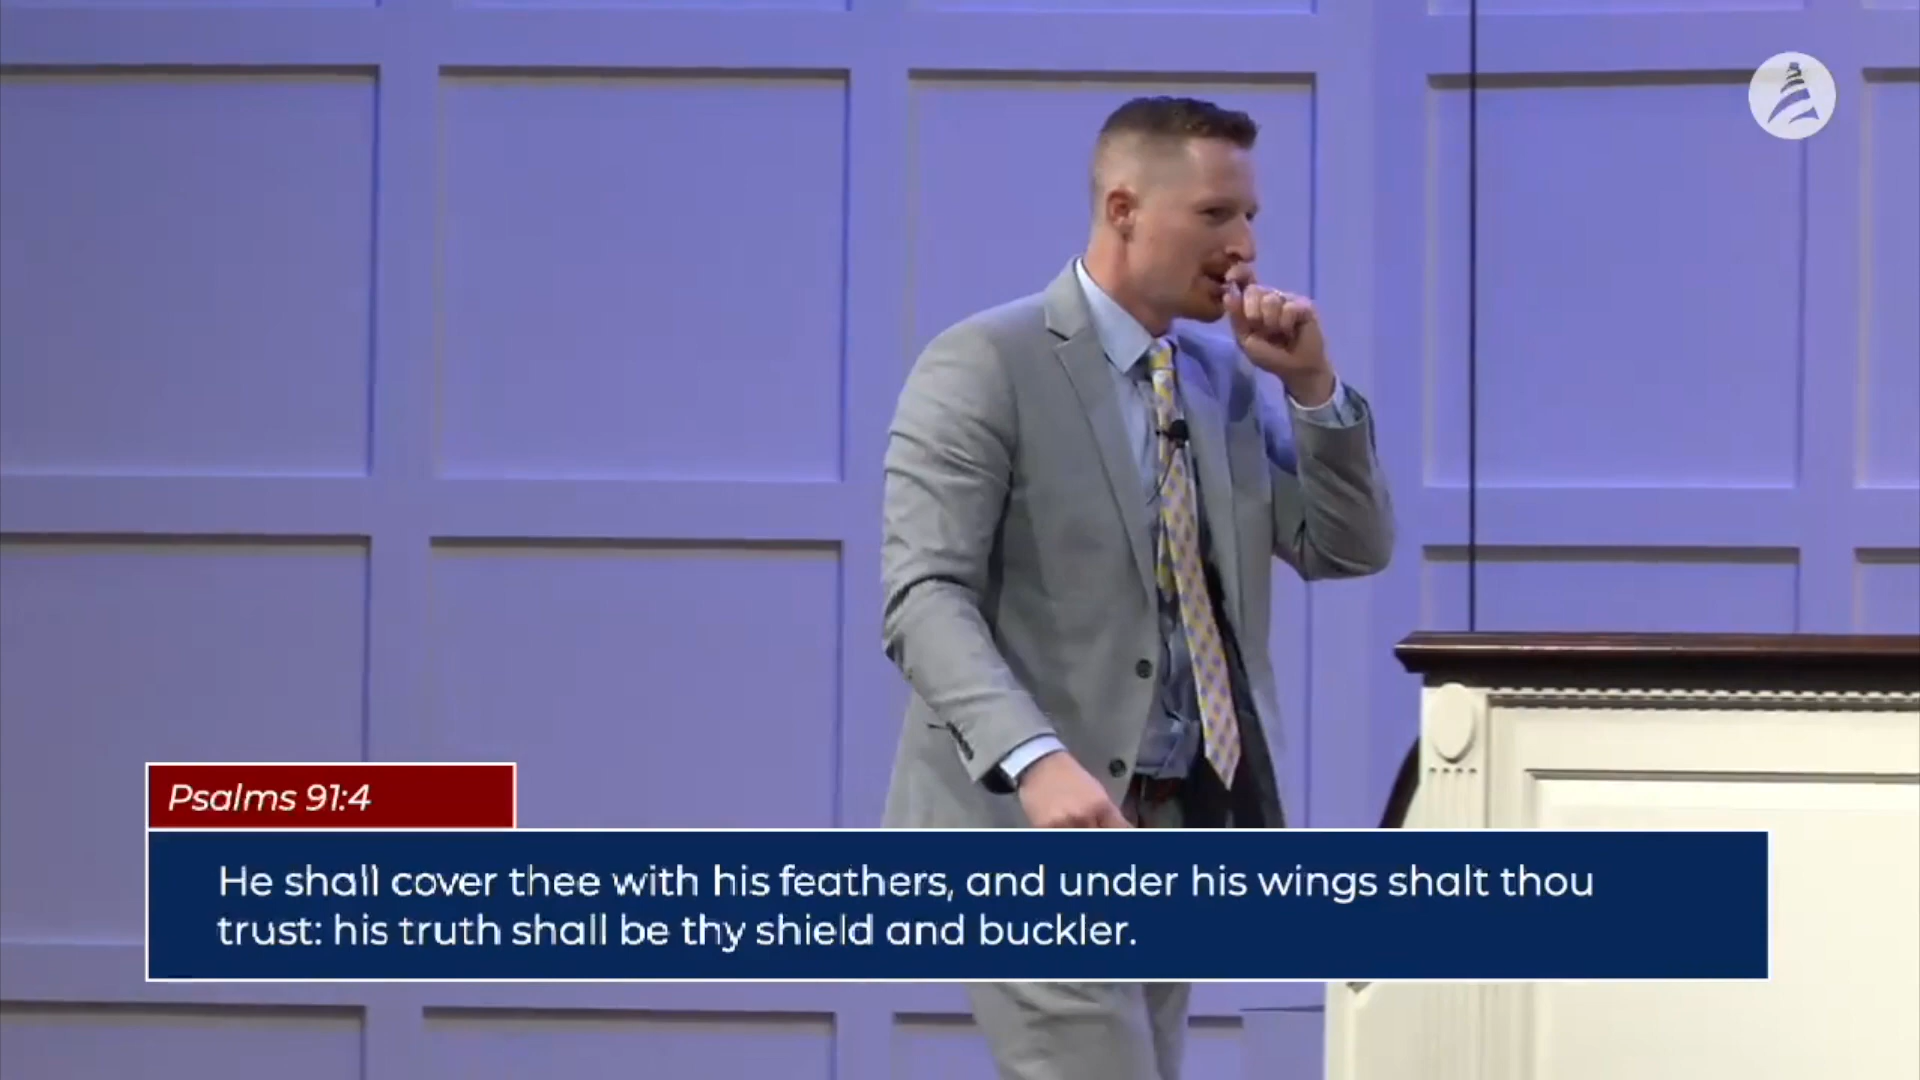 Psalms 91:4
He shall cover thee with his feathers, and under his wings shalt thou
trust: his truth shall be thy shield and buckler.